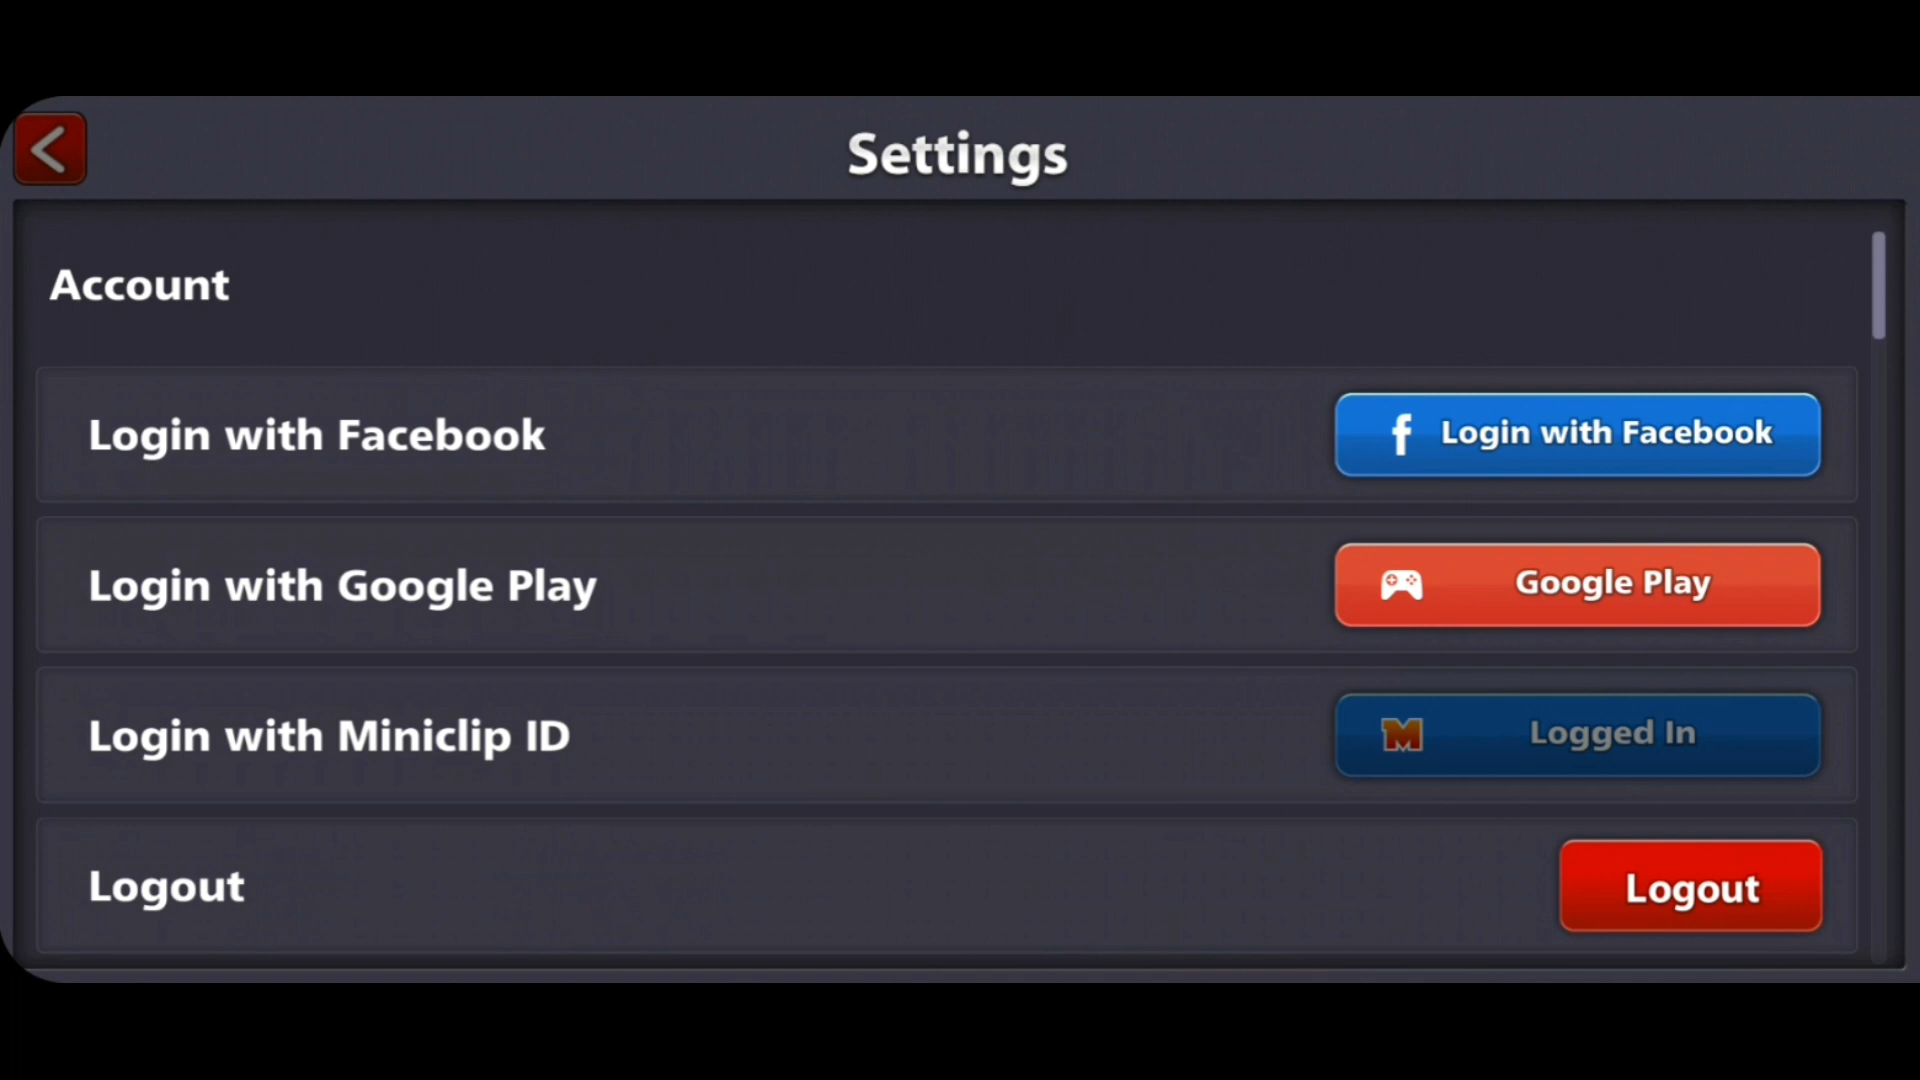 Settings
Account
Login with Facebook
Login with Facebook
Login with Google Play
Google Play
Login with Miniclip ID
M
Logged In
Logout
Logout